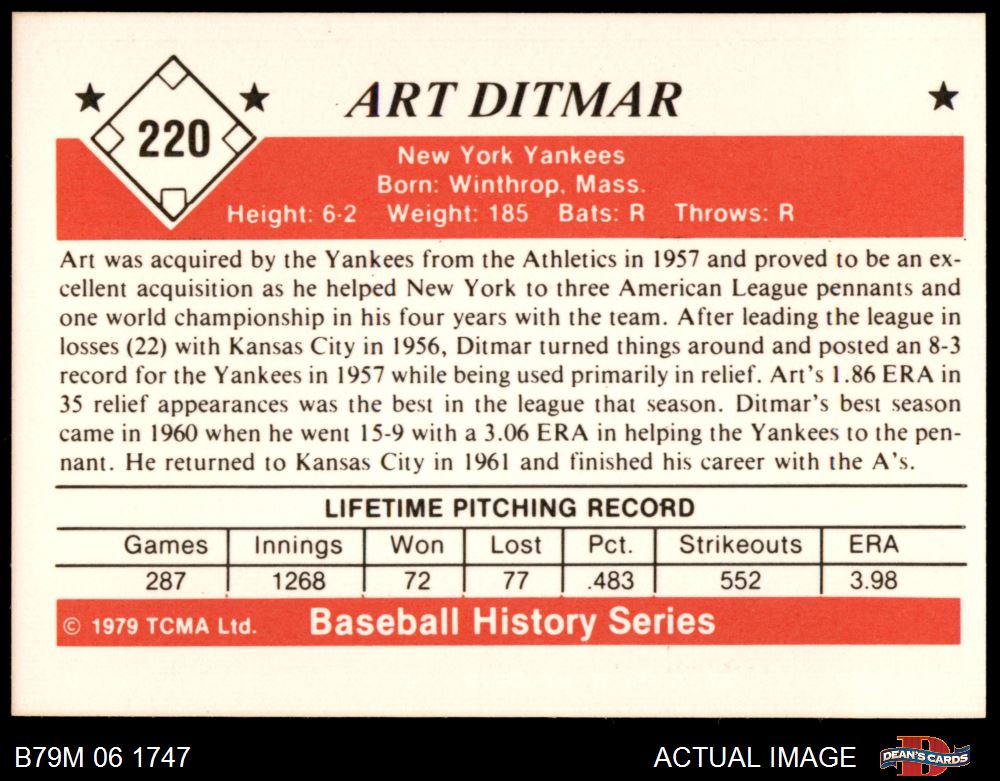 ART DITMAR
220
New York Yankees
Born: Winthrop, Mass.
Height: 6-2 Weight: 185 Bats: R Throws: R
Art was acquired by the Yankees from the Athletics in 1957 and proved to be an ex-
cellent acquisition as he helped New York to three American League pennants and
one world championship in his four years with the team. After leading the league in
losses (22) with Kansas City in 1956, Ditmar turned things around and posted an 8-3
record for the Yankees in 1957 while being used primarily in relief. Art's 1.86 ERA in
35 relief appearances was the best in the league that season. Ditmar's best season
came in 1960 when he went 15-9 with a 3.06 ERA in helping the Yankees to the pen-
nant. He returned to Kansas City in 1961 and finished his career with the A's.
LIFETIME PITCHING RECORD
Games Innings Won Lost Pct. Strikeouts ERA
287 1268 72 77 .483 552 3.98
© 1979 TCMA Ltd. Baseball History Series
B79M 06 1747 ACTUAL IMAGE DEAN'S CARDS